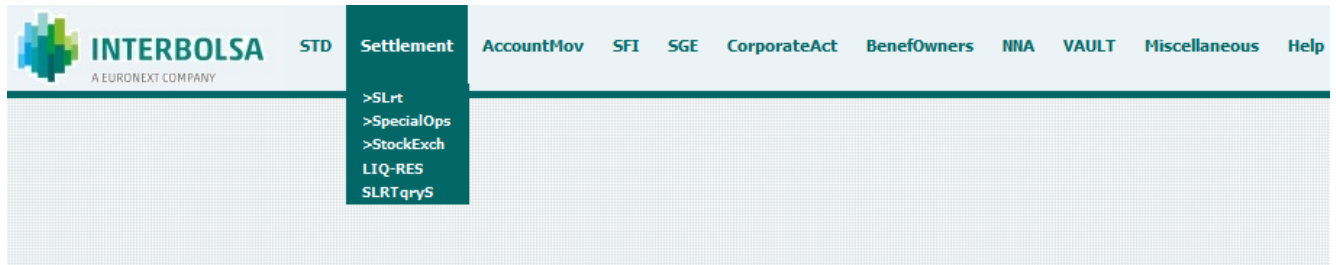 INTERBOLSA STD Settlement AccountMov SFI SGE CorporateAct BenefOwners NNA VAULT Miscellaneous Help
A EURONEXT COMPANY
>SLrt
>SpecialOps
>StockExch
LIQ-RES
SLRTqryS